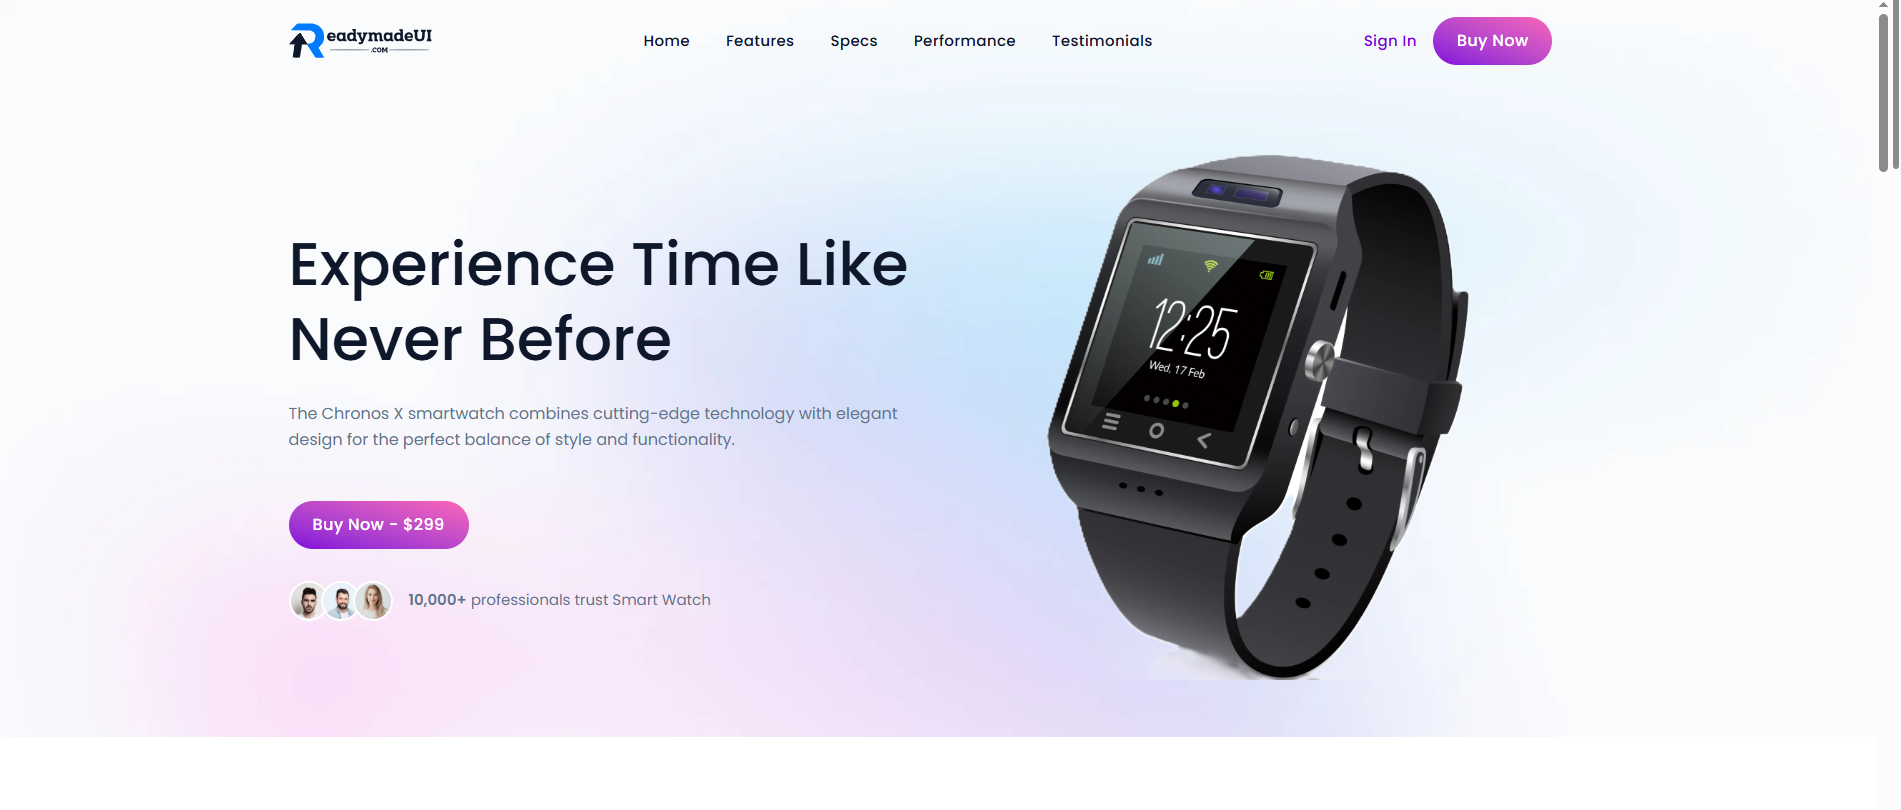 ReadymadeUI
.COM
Home
Features
Specs
Performance
Testimonials
Sign In
Buy Now
Experience Time Like
Never Before
The Chronos X smartwatch combines cutting-edge technology with elegant
design for the perfect balance of style and functionality.
Buy Now - $299
10,000+ professionals trust Smart Watch
12:25
Wed, 17 Feb